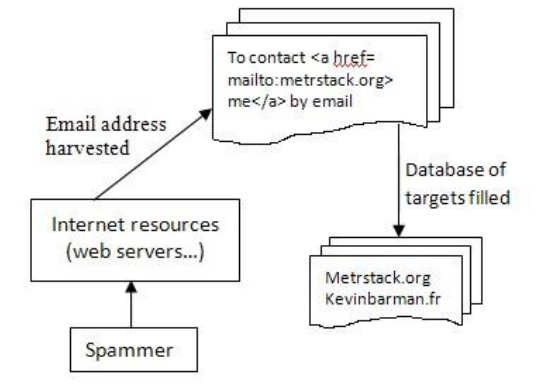 To contact <a href=
mailto:metrstack.org>
me</a> by email
Email address
harvested
Database of
targets filled
Internet resources
(web servers...)
Metrstack.org
Kevinbarman.fr
Spammer